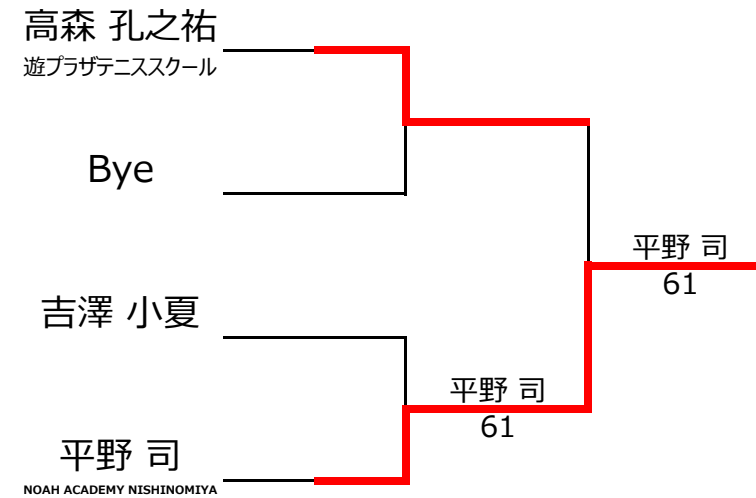 高森 孔之祐
遊プラザテニススクール
Bye
吉澤 小夏
平野 司
NOAH ACADEMY NISHINOMIYA
平野 司
61
平野 司
61